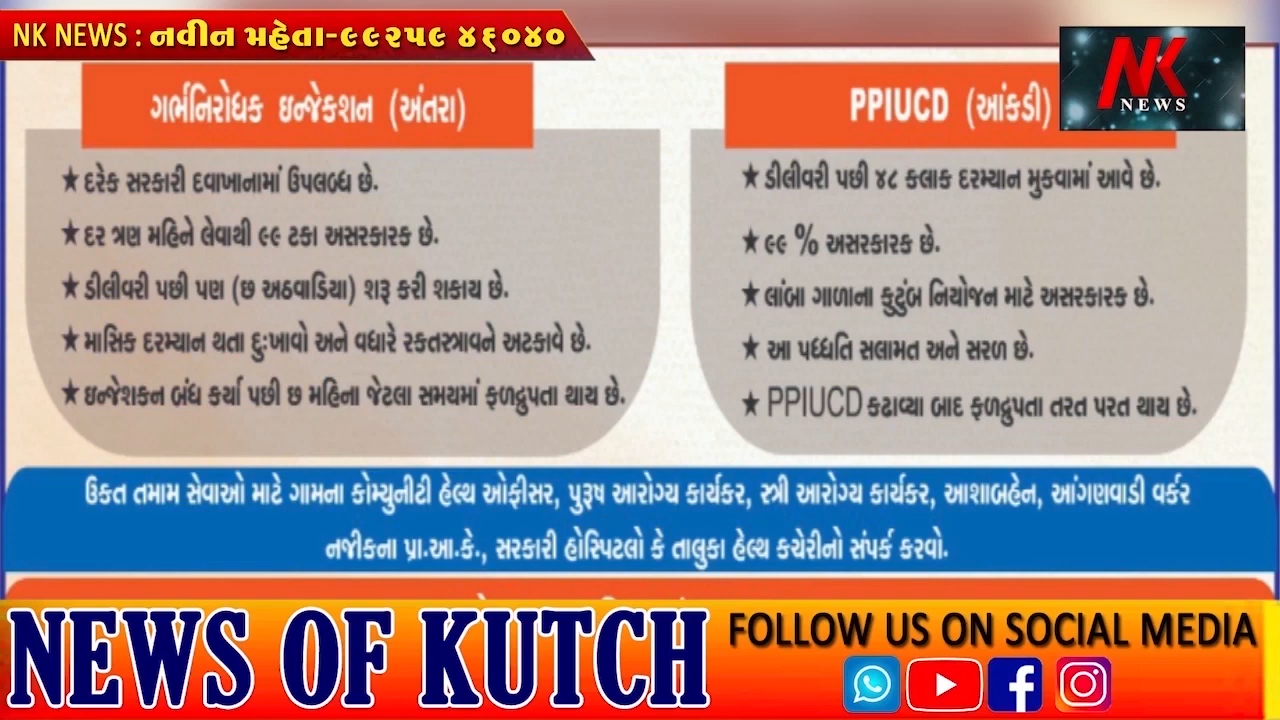 NK NEWS : નવીન મહેતા-૯૯૨૫૯ ૪૬૦૪૦
NK
NEWS
ગર્ભનિરોધક ઇન્જેકશન (અંતરા)
★ દરેક સરકારી દવાખાનામાં ઉપલબ્ધ છે.
★ દર ત્રણ મહિને લેવાથી ૯૯ ટકા અસરકારક છે.
★ ડીલીવરી પછી પણ (છ અઠવાડિયા) શરૂ કરી શકાય છે.
★ માસિક દરમ્યાન થતા દુઃખાવો અને વધારે રકતસ્ત્રાવને અટકાવે છે.
★ ઇન્જેશકન બંધ કર્યા પછી છ મહિના જેટલા સમયમાં ફળદ્રુપતા થાય છે.
PPIUCD (આંકડી)
★ ડીલીવરી પછી ૪૮ કલાક દરમ્યાન મુકવામાં આવે છે.
★ ૯૯ % અસરકારક છે.
★ લાંબા ગાળાના કુટુંબ નિયોજન માટે અસરકારક છે.
★ આ પધ્ધતિ સલામત અને સરળ છે.
★ PPIUCD કઢાવ્યા બાદ ફળદ્રુપતા તરત પરત થાય છે.
ઉકત તમામ સેવાઓ માટે ગામના કોમ્યુનીટી હેલ્થ ઓફીસર, પુરૂષ આરોગ્ય કાર્યકર, સ્ત્રી આરોગ્ય કાર્યકર, આશાબહેન, આંગણવાડી વર્કર
નજીકના પ્રા.આ.કે., સરકારી હોસ્પિટલો કે તાલુકા હેલ્થ કચેરીનો સંપર્ક કરવો.
NEWS OF KUTCH
FOLLOW US ON SOCIAL MEDIA